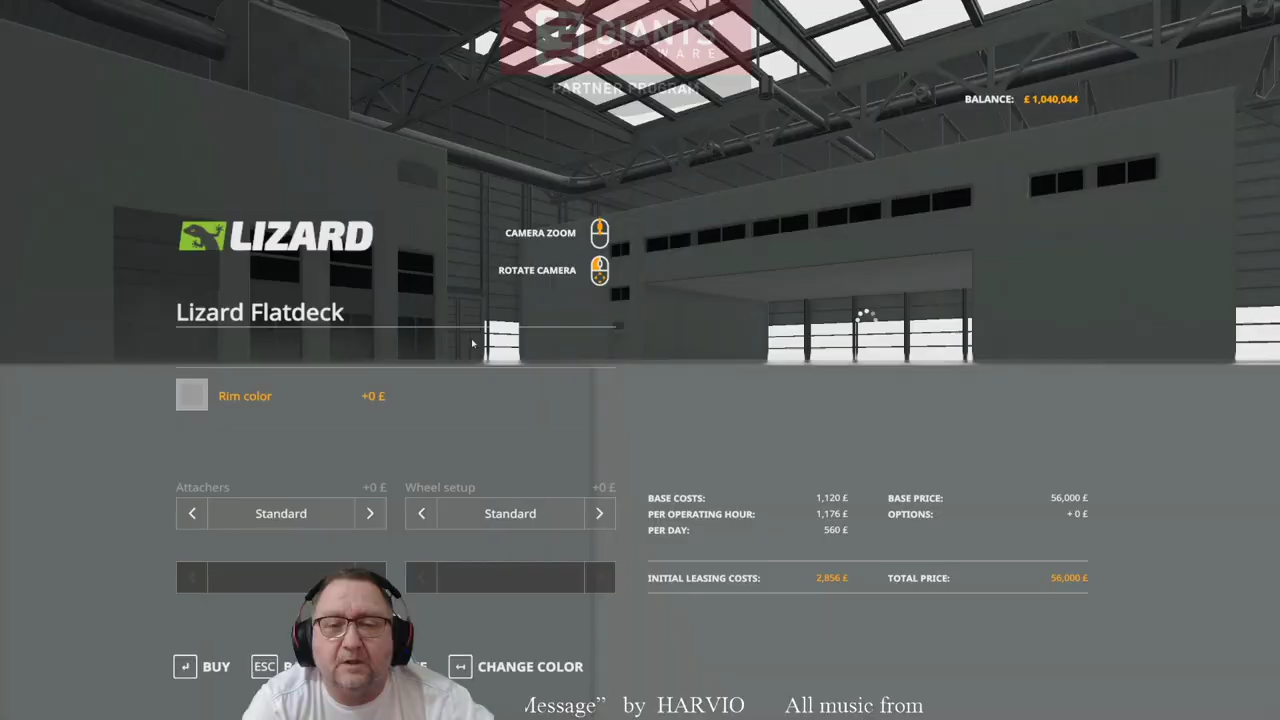 GIANTS
SOFTWARE
PARTNER PROGRAM
BALANCE: £ 1,040,044
LIZARD
CAMERA ZOOM
ROTATE CAMERA
Lizard Flatdeck
Rim color +0 £
Attachers +0 £ Wheel setup +0 £
Standard Standard
BASE COSTS: 1,120 £ BASE PRICE: 56,000 £
PER OPERATING HOUR: 1,176 £ OPTIONS: + 0 £
PER DAY: 560 £
INITIAL LEASING COSTS: 2,856 £ TOTAL PRICE: 56,000 £
BUY ESC CHANGE COLOR
Message” by HARVIO All music from